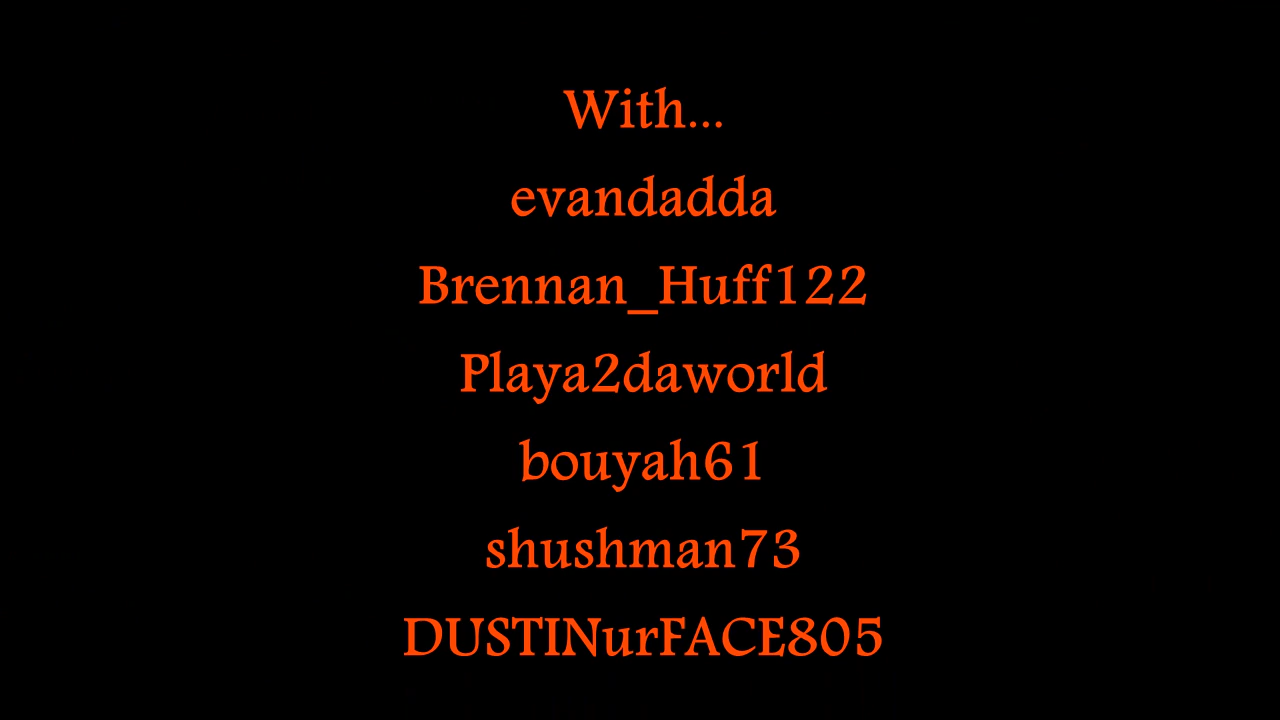 With...
evandadda
Brennan_Huff122
Playa2daworld
bouyah61
shushman73
DUSTINurFACE805